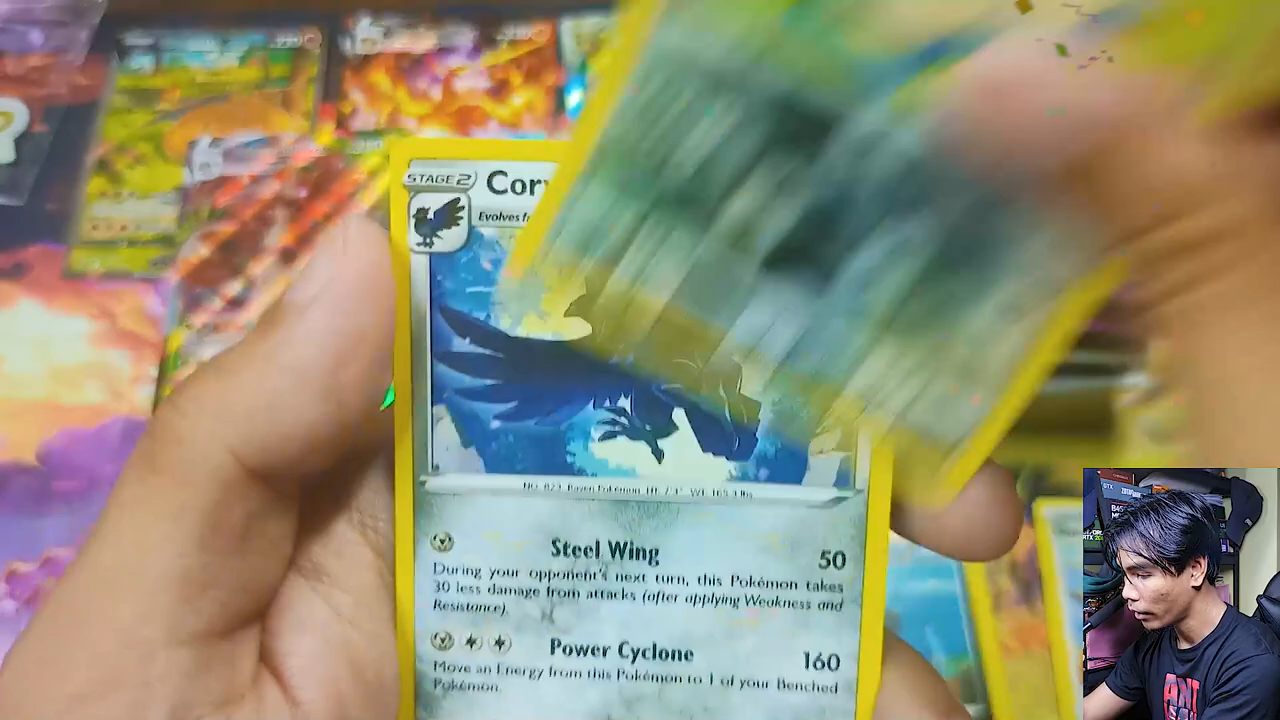 STAGE 2
Cor
Evolves fr
NO. 823 Raven Pokémon HT: 7'3" WT: 165.3 lbs.
Steel Wing 50
During your opponent's next turn, this Pokémon takes
30 less damage from attacks (after applying Weakness and
Resistance).
Power Cyclone 160
Move an Energy from this Pokémon to 1 of your Benched
Pokémon.
ANT